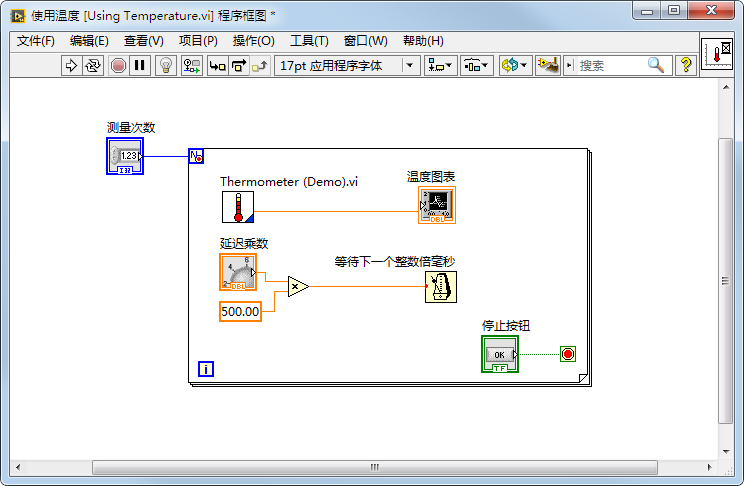 使用温度 [Using Temperature.vi] 程序框图 *
文件(F) 编辑(E) 查看(V) 项目(P) 操作(O) 工具(T) 窗口(W) 帮助(H)
17pt 应用程序字体 搜索 ?
测量次数
1.23
I32
N
Thermometer (Demo).vi
温度图表
DBL
延迟乘数
2 4 6
DBL
等待下一个整数倍毫秒
×
500.00
停止按钮
OK
TF
i